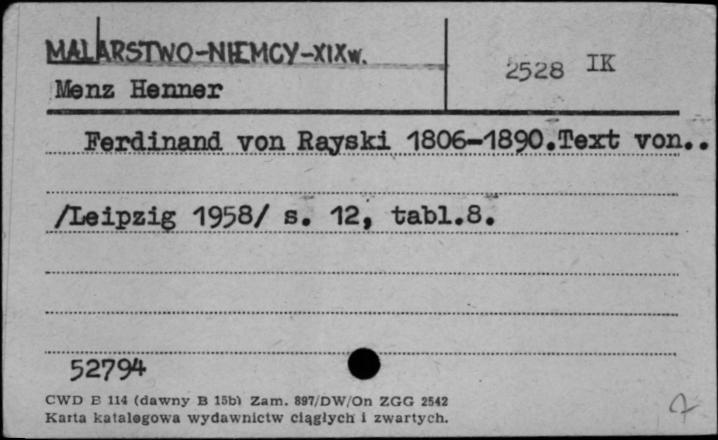 MALARSTWO-NIEMCY-XIXw.
2528 IK
Menz Henner
Ferdinand von Rayski 1806-1890.Text von..
/Leipzig 1958/ s. 12, tabl.8.
52794
CWD B 114 (dawny B 15b) Zam. 897/DW/On ZGG 2542
Karta katalogowa wydawnictw ciągłych i zwartych.